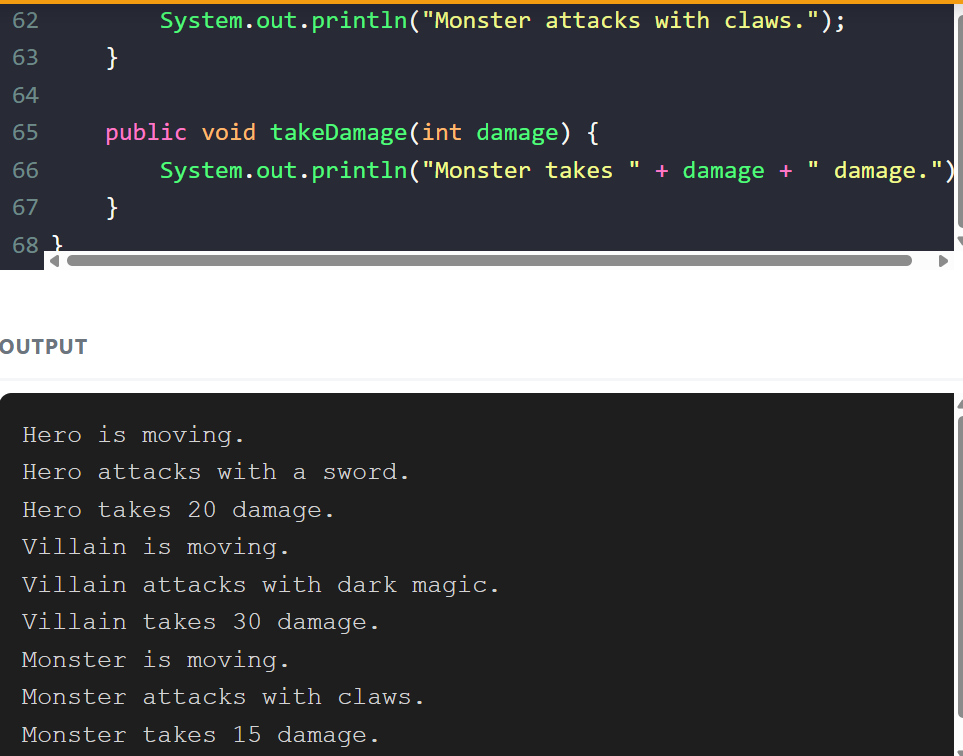 62        System.out.println("Monster attacks with claws.");
63    }
64
65    public void takeDamage(int damage) {
66        System.out.println("Monster takes " + damage + " damage.")
67    }
68 }
OUTPUT
Hero is moving.
Hero attacks with a sword.
Hero takes 20 damage.
Villain is moving.
Villain attacks with dark magic.
Villain takes 30 damage.
Monster is moving.
Monster attacks with claws.
Monster takes 15 damage.